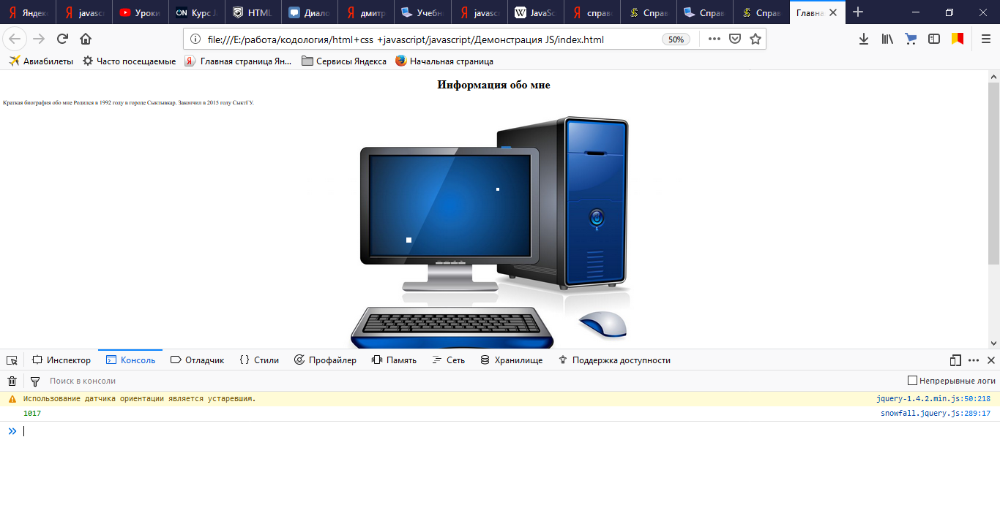 Яндекс javasc Уроки Курс Ja HTML Диало дмитр Учебн javasc JavaSc справо Справ Справ Справ Главна
file:///E:/работа/кодология/html+css +javascript/javascript/Демонстрация JS/index.html 50%
Авиабилеты Часто посещаемые Главная страница Ян... Сервисы Яндекса Начальная страница
Информация обо мне
Краткая биография обо мне Родился в 1992 году в городе Сыктывкар. Закончил в 2015 году СыктГУ.
Инспектор Консоль Отладчик Стили Профайлер Память Сеть Хранилище Поддержка доступности
Поиск в консоли Непрерывные логи
Использование датчика ориентации является устаревшим. jquery-1.4.2.min.js:50:218
1017 snowfall.jquery.js:289:17